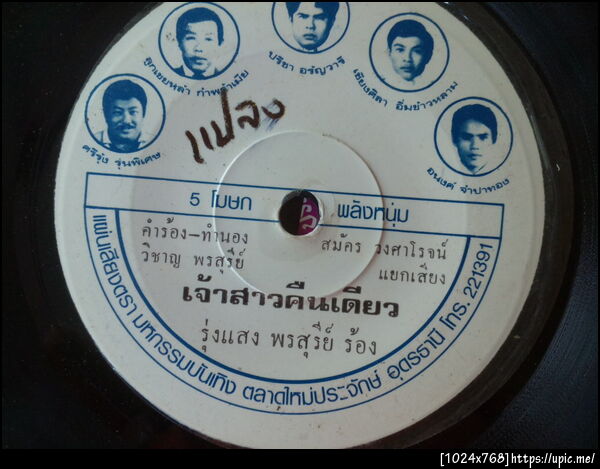 ศรีรุ่ง รุ่นพิเศษ
ลูกเขยหล้า กำพร้าเมีย
ปรียา อรัญวารี
เซียงศิลา อิ่มข้าวหลาม
อนงค์ จำปาทอง
แปลง
5 โมษก พลังหนุ่ม
คำร้อง-ทำนอง สมัคร วงศาโรจน์
วิชาญ พรสุรีย์ แยกเสียง
เจ้าสาวคืนเดียว
รุ่งแสง พรสุรีย์ ร้อง
แผ่นเสียงตรา มหกรรมบันเทิง ตลาดใหม่ประจักษ์ อุดรธานี โทร. 221391
[1024x768]https://upic.me/